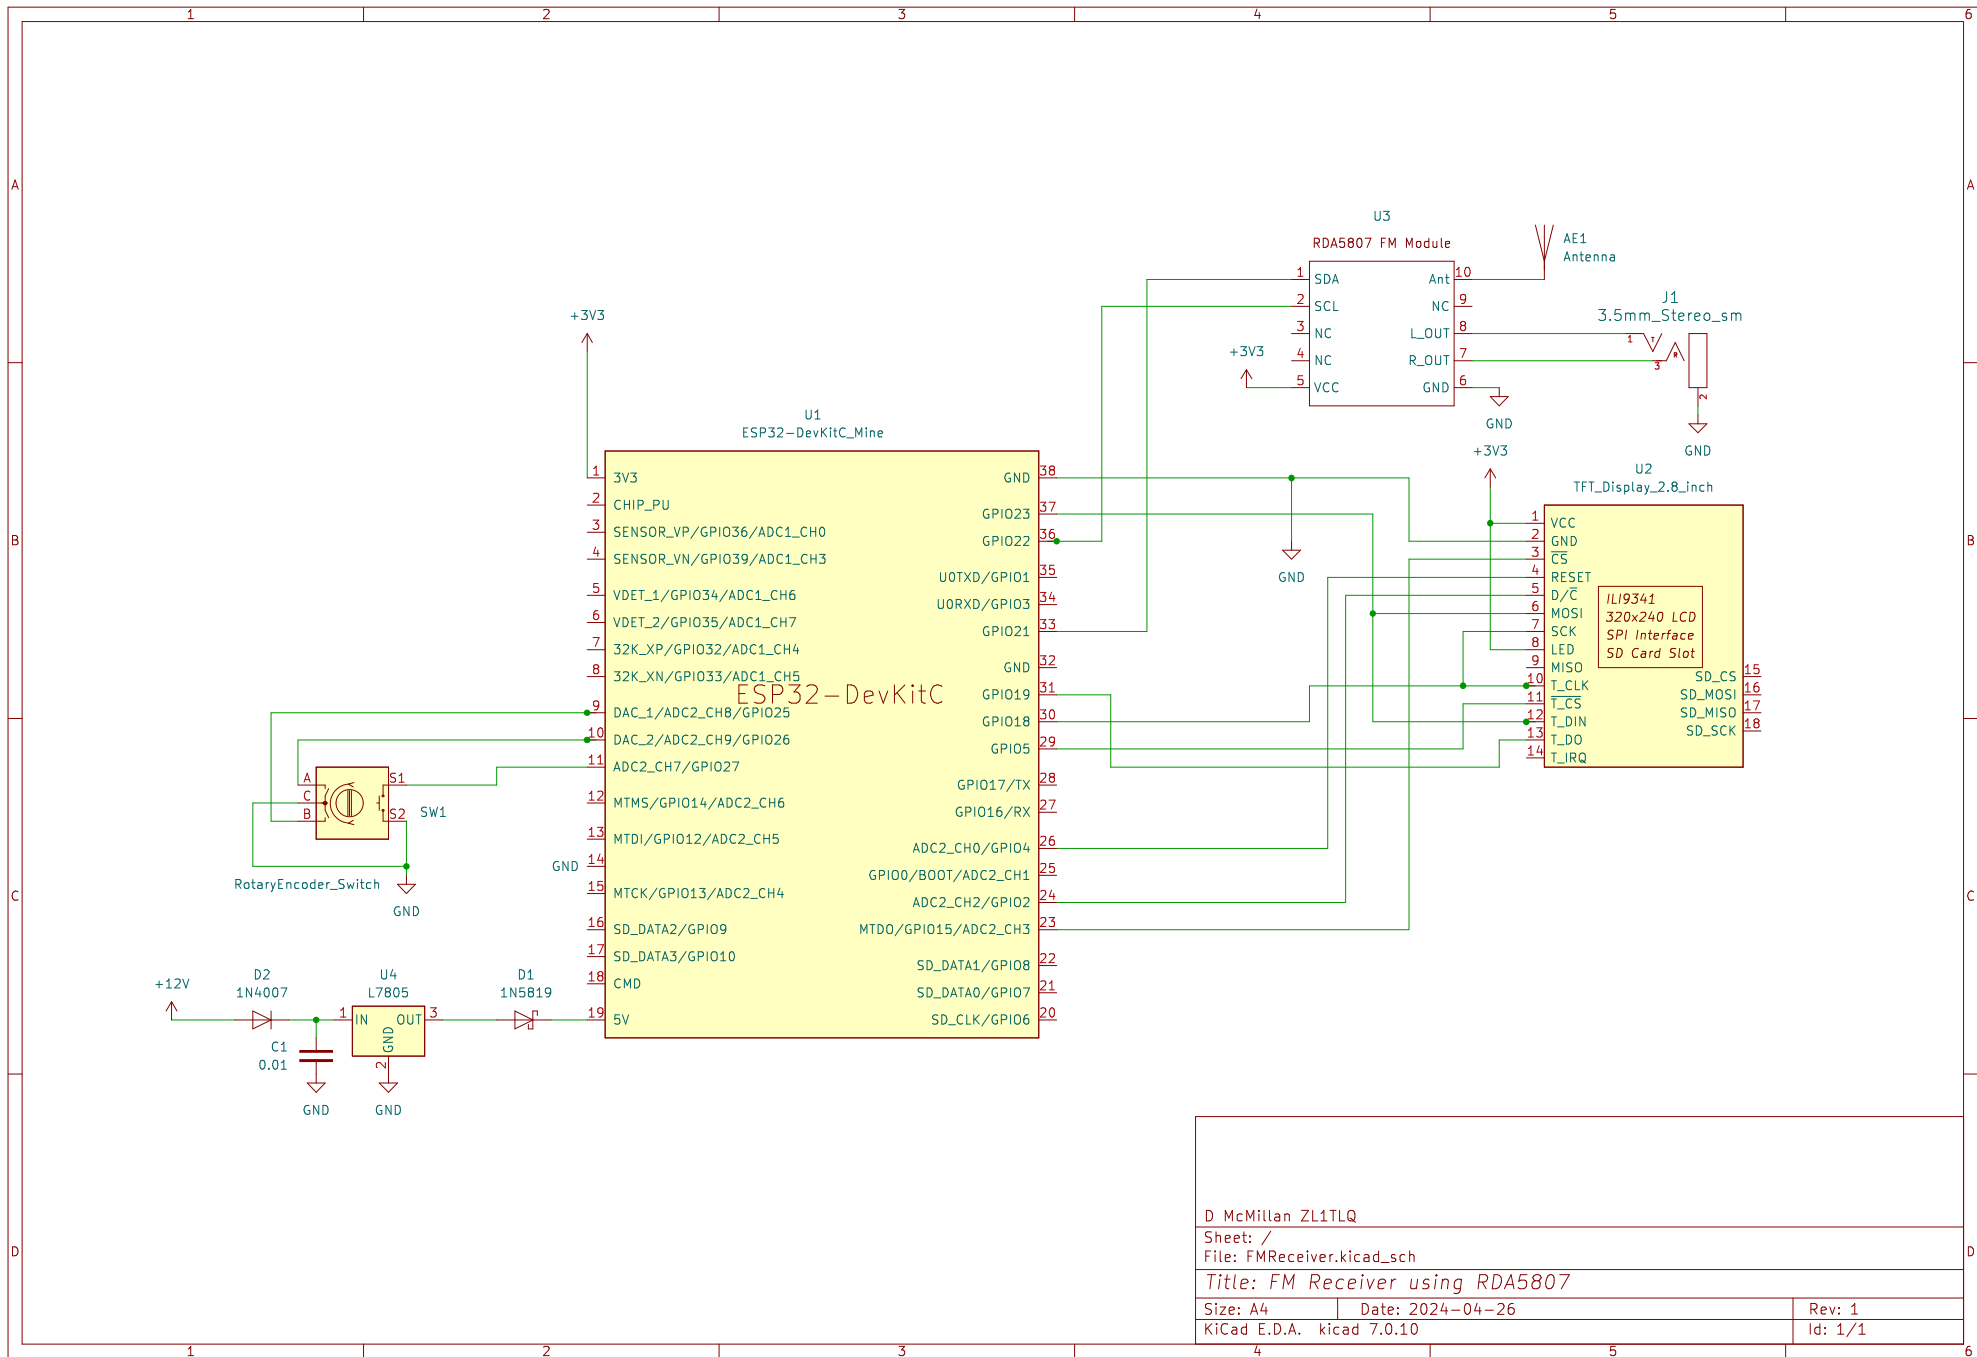 1 2 3 4 5 6
A
A
B
B
C
C
D
D
U3
RDA5807 FM Module
1 SDA
2 SCL
3 NC
4 NC
5 VCC
Ant 10
NC 9
L_OUT 8
R_OUT 7
GND 6
AE1
Antenna
J1
3.5mm_Stereo_sm
1
T
R
3
2
+3V3
GND
GND
+3V3
+3V3
U1
ESP32-DevKitC_Mine
ESP32-DevKitC
1 3V3
2 CHIP_PU
3 SENSOR_VP/GPIO36/ADC1_CH0
4 SENSOR_VN/GPIO39/ADC1_CH3
5 VDET_1/GPIO34/ADC1_CH6
6 VDET_2/GPIO35/ADC1_CH7
7 32K_XP/GPIO32/ADC1_CH4
8 32K_XN/GPIO33/ADC1_CH5
9 DAC_1/ADC2_CH8/GPIO25
10 DAC_2/ADC2_CH9/GPIO26
11 ADC2_CH7/GPIO27
12 MTMS/GPIO14/ADC2_CH6
13 MTDI/GPIO12/ADC2_CH5
GND 14
15 MTCK/GPIO13/ADC2_CH4
16 SD_DATA2/GPIO9
17 SD_DATA3/GPIO10
18 CMD
19 5V
GND 38
GPIO23 37
GPIO22 36
U0TXD/GPIO1 35
U0RXD/GPIO3 34
GPIO21 33
GND 32
GPIO19 31
GPIO18 30
GPIO5 29
GPIO17/TX 28
GPIO16/RX 27
ADC2_CH0/GPIO4 26
GPIO0/BOOT/ADC2_CH1 25
ADC2_CH2/GPIO2 24
MTDO/GPIO15/ADC2_CH3 23
SD_DATA1/GPIO8 22
SD_DATA0/GPIO7 21
SD_CLK/GPIO6 20
GND
U2
TFT_Display_2.8_inch
1 VCC
2 GND
3 CS
4 RESET
5 D/C
6 MOSI
7 SCK
8 LED
9 MISO
10 T_CLK
11 T_CS
12 T_DIN
13 T_DO
14 T_IRQ
ILI9341
320x240 LCD
SPI Interface
SD Card Slot
SD_CS 15
SD_MOSI 16
SD_MISO 17
SD_SCK 18
A
C
B
S1
S2
SW1
RotaryEncoder_Switch
GND
+12V
D2
1N4007
U4
L7805
1 IN
OUT 3
GND
2
D1
1N5819
C1
0.01
GND
GND
D McMillan ZL1TLQ
Sheet: /
File: FMReceiver.kicad_sch
Title: FM Receiver using RDA5807
Size: A4 Date: 2024-04-26 Rev: 1
KiCad E.D.A. kicad 7.0.10 Id: 1/1
1 2 3 4 5 6